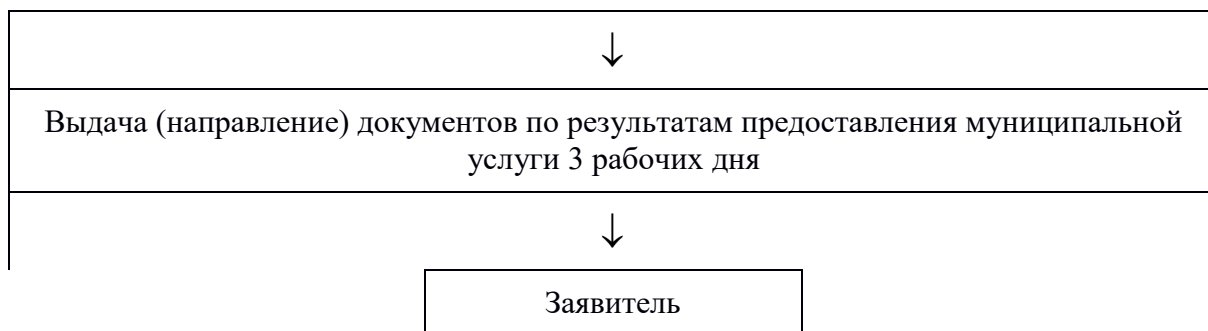 ↓
Выдача (направление) документов по результатам предоставления муниципальной
услуги 3 рабочих дня
↓
Заявитель